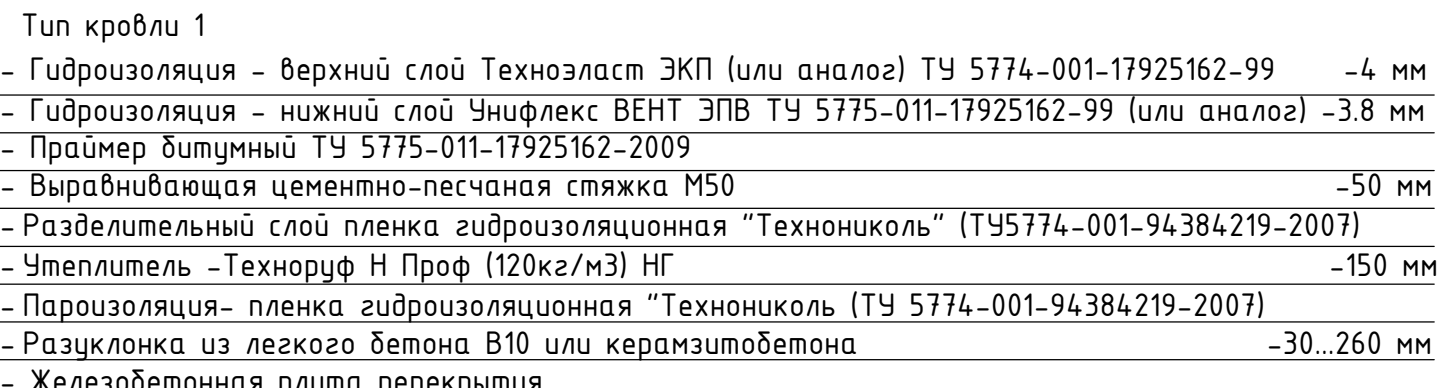 Тип кровли 1
- Гидроизоляция - верхний слой Техноэласт ЭКП (или аналог) ТУ 5774-001-17925162-99 -4 мм
- Гидроизоляция - нижний слой Унифлекс ВЕНТ ЭПВ ТУ 5775-011-17925162-99 (или аналог) -3.8 мм
- Праймер битумный ТУ 5775-011-17925162-2009
- Выравнивающая цементно-песчаная стяжка М50 -50 мм
- Разделительный слой пленка гидроизоляционная "Технониколь" (ТУ5774-001-94384219-2007)
- Утеплитель -Техноруф Н Проф (120кг/м3) НГ -150 мм
- Пароизоляция- пленка гидроизоляционная "Технониколь (ТУ 5774-001-94384219-2007)
- Разуклонка из легкого бетона В10 или керамзитобетона -30...260 мм
- Железобетонная плита перекрытия